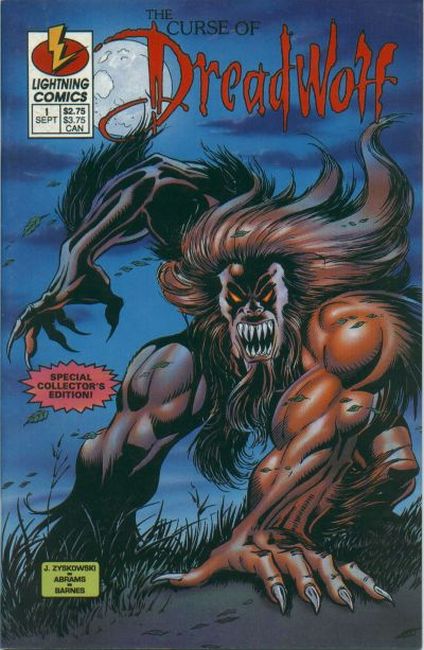 THE
CURSE OF
DreadWolf
LIGHTNING
COMICS
1
SEPT
$2.75
$3.75
CAN
SPECIAL
COLLECTOR'S
EDITION!
J. ZYSKOWSKI
ABRAMS
BARNES